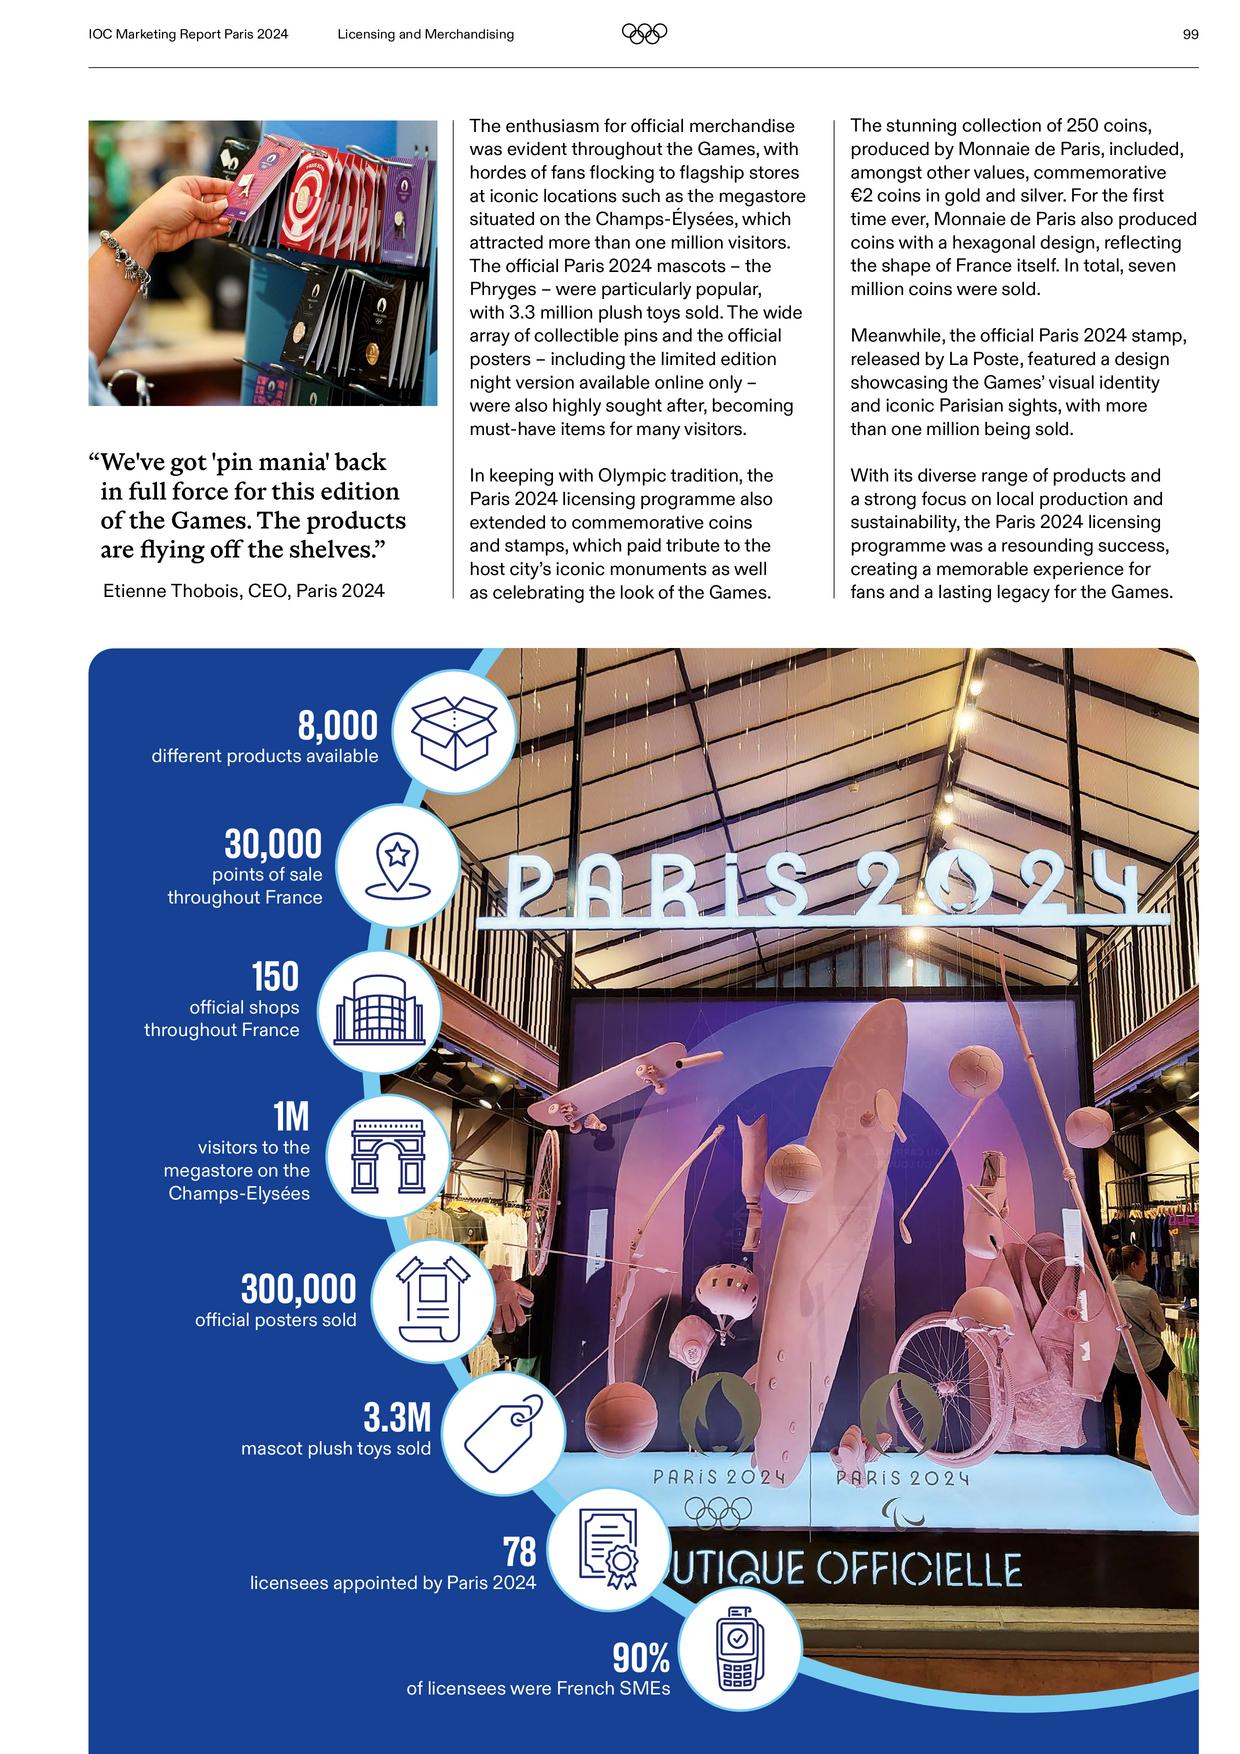 IOC Marketing Report Paris 2024
Licensing and Merchandising
99
“We've got 'pin mania' back
in full force for this edition
of the Games. The products
are flying off the shelves.”
Etienne Thobois, CEO, Paris 2024
The enthusiasm for official merchandise
was evident throughout the Games, with
hordes of fans flocking to flagship stores
at iconic locations such as the megastore
situated on the Champs-Élysées, which
attracted more than one million visitors.
The official Paris 2024 mascots – the
Phryges – were particularly popular,
with 3.3 million plush toys sold. The wide
array of collectible pins and the official
posters – including the limited edition
night version available online only –
were also highly sought after, becoming
must-have items for many visitors.
In keeping with Olympic tradition, the
Paris 2024 licensing programme also
extended to commemorative coins
and stamps, which paid tribute to the
host city’s iconic monuments as well
as celebrating the look of the Games.
The stunning collection of 250 coins,
produced by Monnaie de Paris, included,
amongst other values, commemorative
€2 coins in gold and silver. For the first
time ever, Monnaie de Paris also produced
coins with a hexagonal design, reflecting
the shape of France itself. In total, seven
million coins were sold.
Meanwhile, the official Paris 2024 stamp,
released by La Poste, featured a design
showcasing the Games’ visual identity
and iconic Parisian sights, with more
than one million being sold.
With its diverse range of products and
a strong focus on local production and
sustainability, the Paris 2024 licensing
programme was a resounding success,
creating a memorable experience for
fans and a lasting legacy for the Games.
8,000
different products available
30,000
points of sale
throughout France
150
official shops
throughout France
1M
visitors to the
megastore on the
Champs-Elysées
300,000
official posters sold
3.3M
mascot plush toys sold
78
licensees appointed by Paris 2024
90%
of licensees were French SMEs
PARiS 2024
PARiS 2024
PARiS 2024
UTIQUE OFFICIELLE